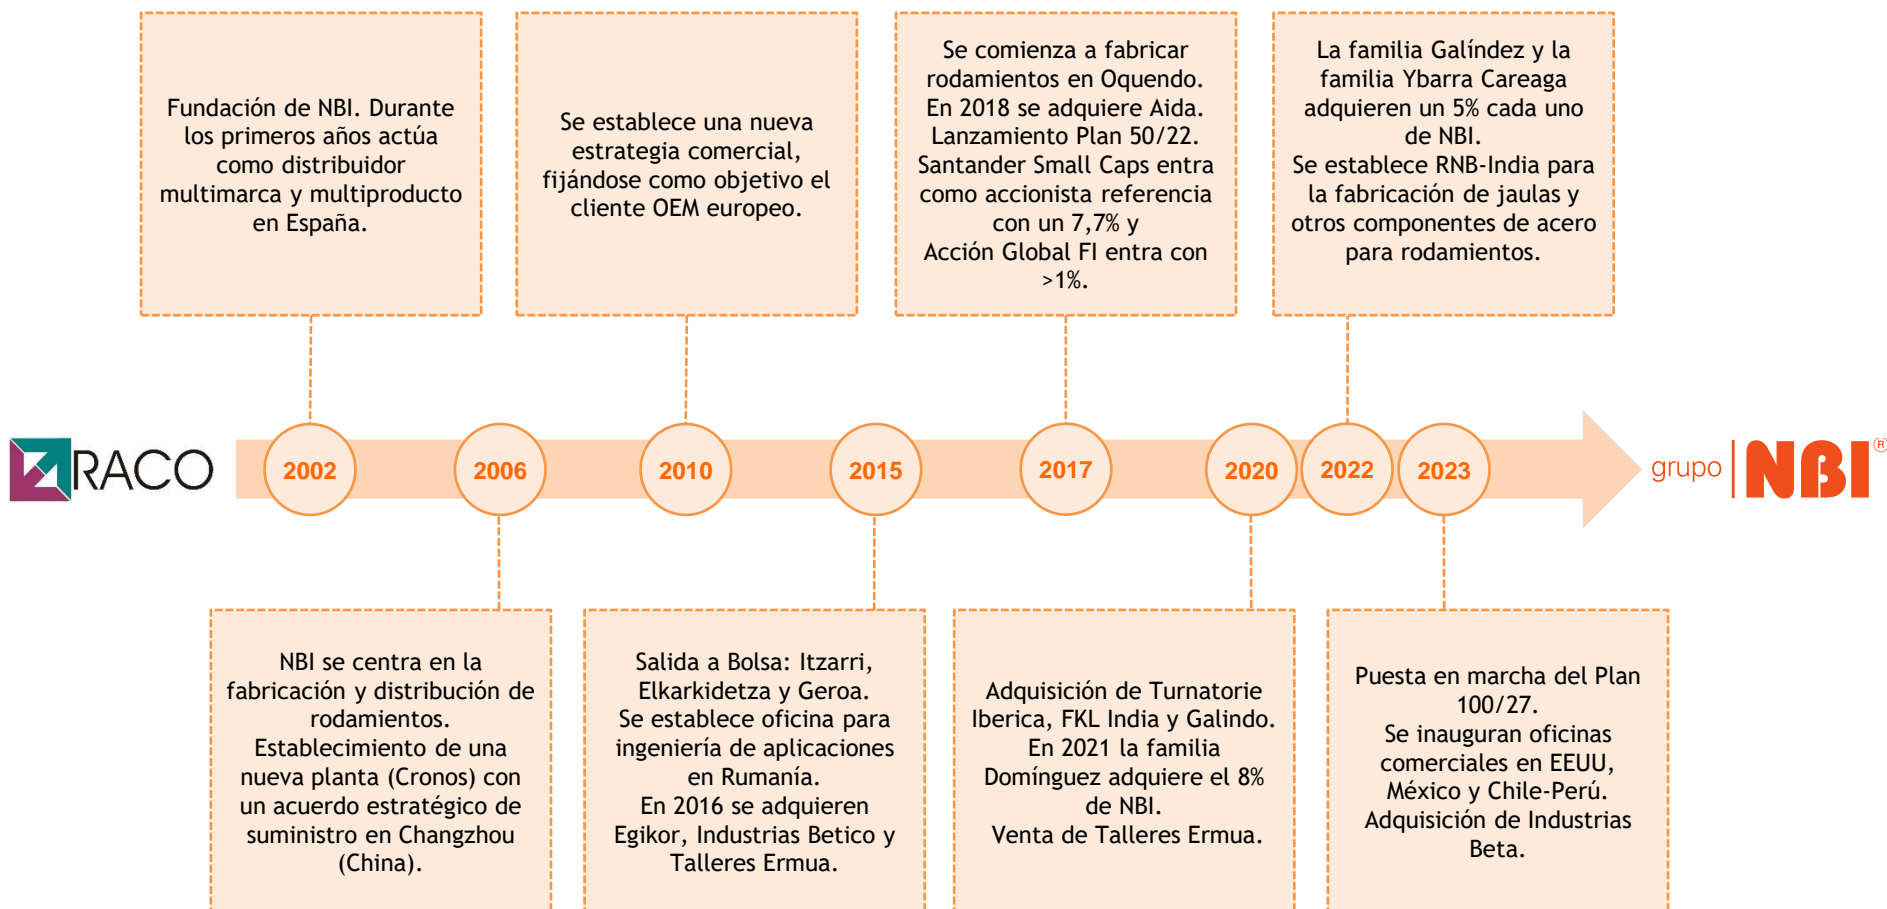 Fundación de NBI. Durante
los primeros años actúa
como distribuidor
multimarca y multiproducto
en España.
Se establece una nueva
estrategia comercial,
fijándose como objetivo el
cliente OEM europeo.
Se comienza a fabricar
rodamientos en Oquendo.
En 2018 se adquiere Aida.
Lanzamiento Plan 50/22.
Santander Small Caps entra
como accionista referencia
con un 7,7% y
Acción Global FI entra con
>1%.
La familia Galíndez y la
familia Ybarra Careaga
adquieren un 5% cada uno
de NBI.
Se establece RNB-India para
la fabricación de jaulas y
otros componentes de acero
para rodamientos.
RACO
2002
2006
2010
2015
2017
2020
2022
2023
grupo NBI®
NBI se centra en la
fabricación y distribución de
rodamientos.
Establecimiento de una
nueva planta (Cronos) con
un acuerdo estratégico de
suministro en Changzhou
(China).
Salida a Bolsa: Itzarri,
Elkarkidetza y Geroa.
Se establece oficina para
ingeniería de aplicaciones
en Rumanía.
En 2016 se adquieren
Egikor, Industrias Betico y
Talleres Ermua.
Adquisición de Turnatorie
Iberica, FKL India y Galindo.
En 2021 la familia
Domínguez adquiere el 8%
de NBI.
Venta de Talleres Ermua.
Puesta en marcha del Plan
100/27.
Se inauguran oficinas
comerciales en EEUU,
México y Chile-Perú.
Adquisición de Industrias
Beta.